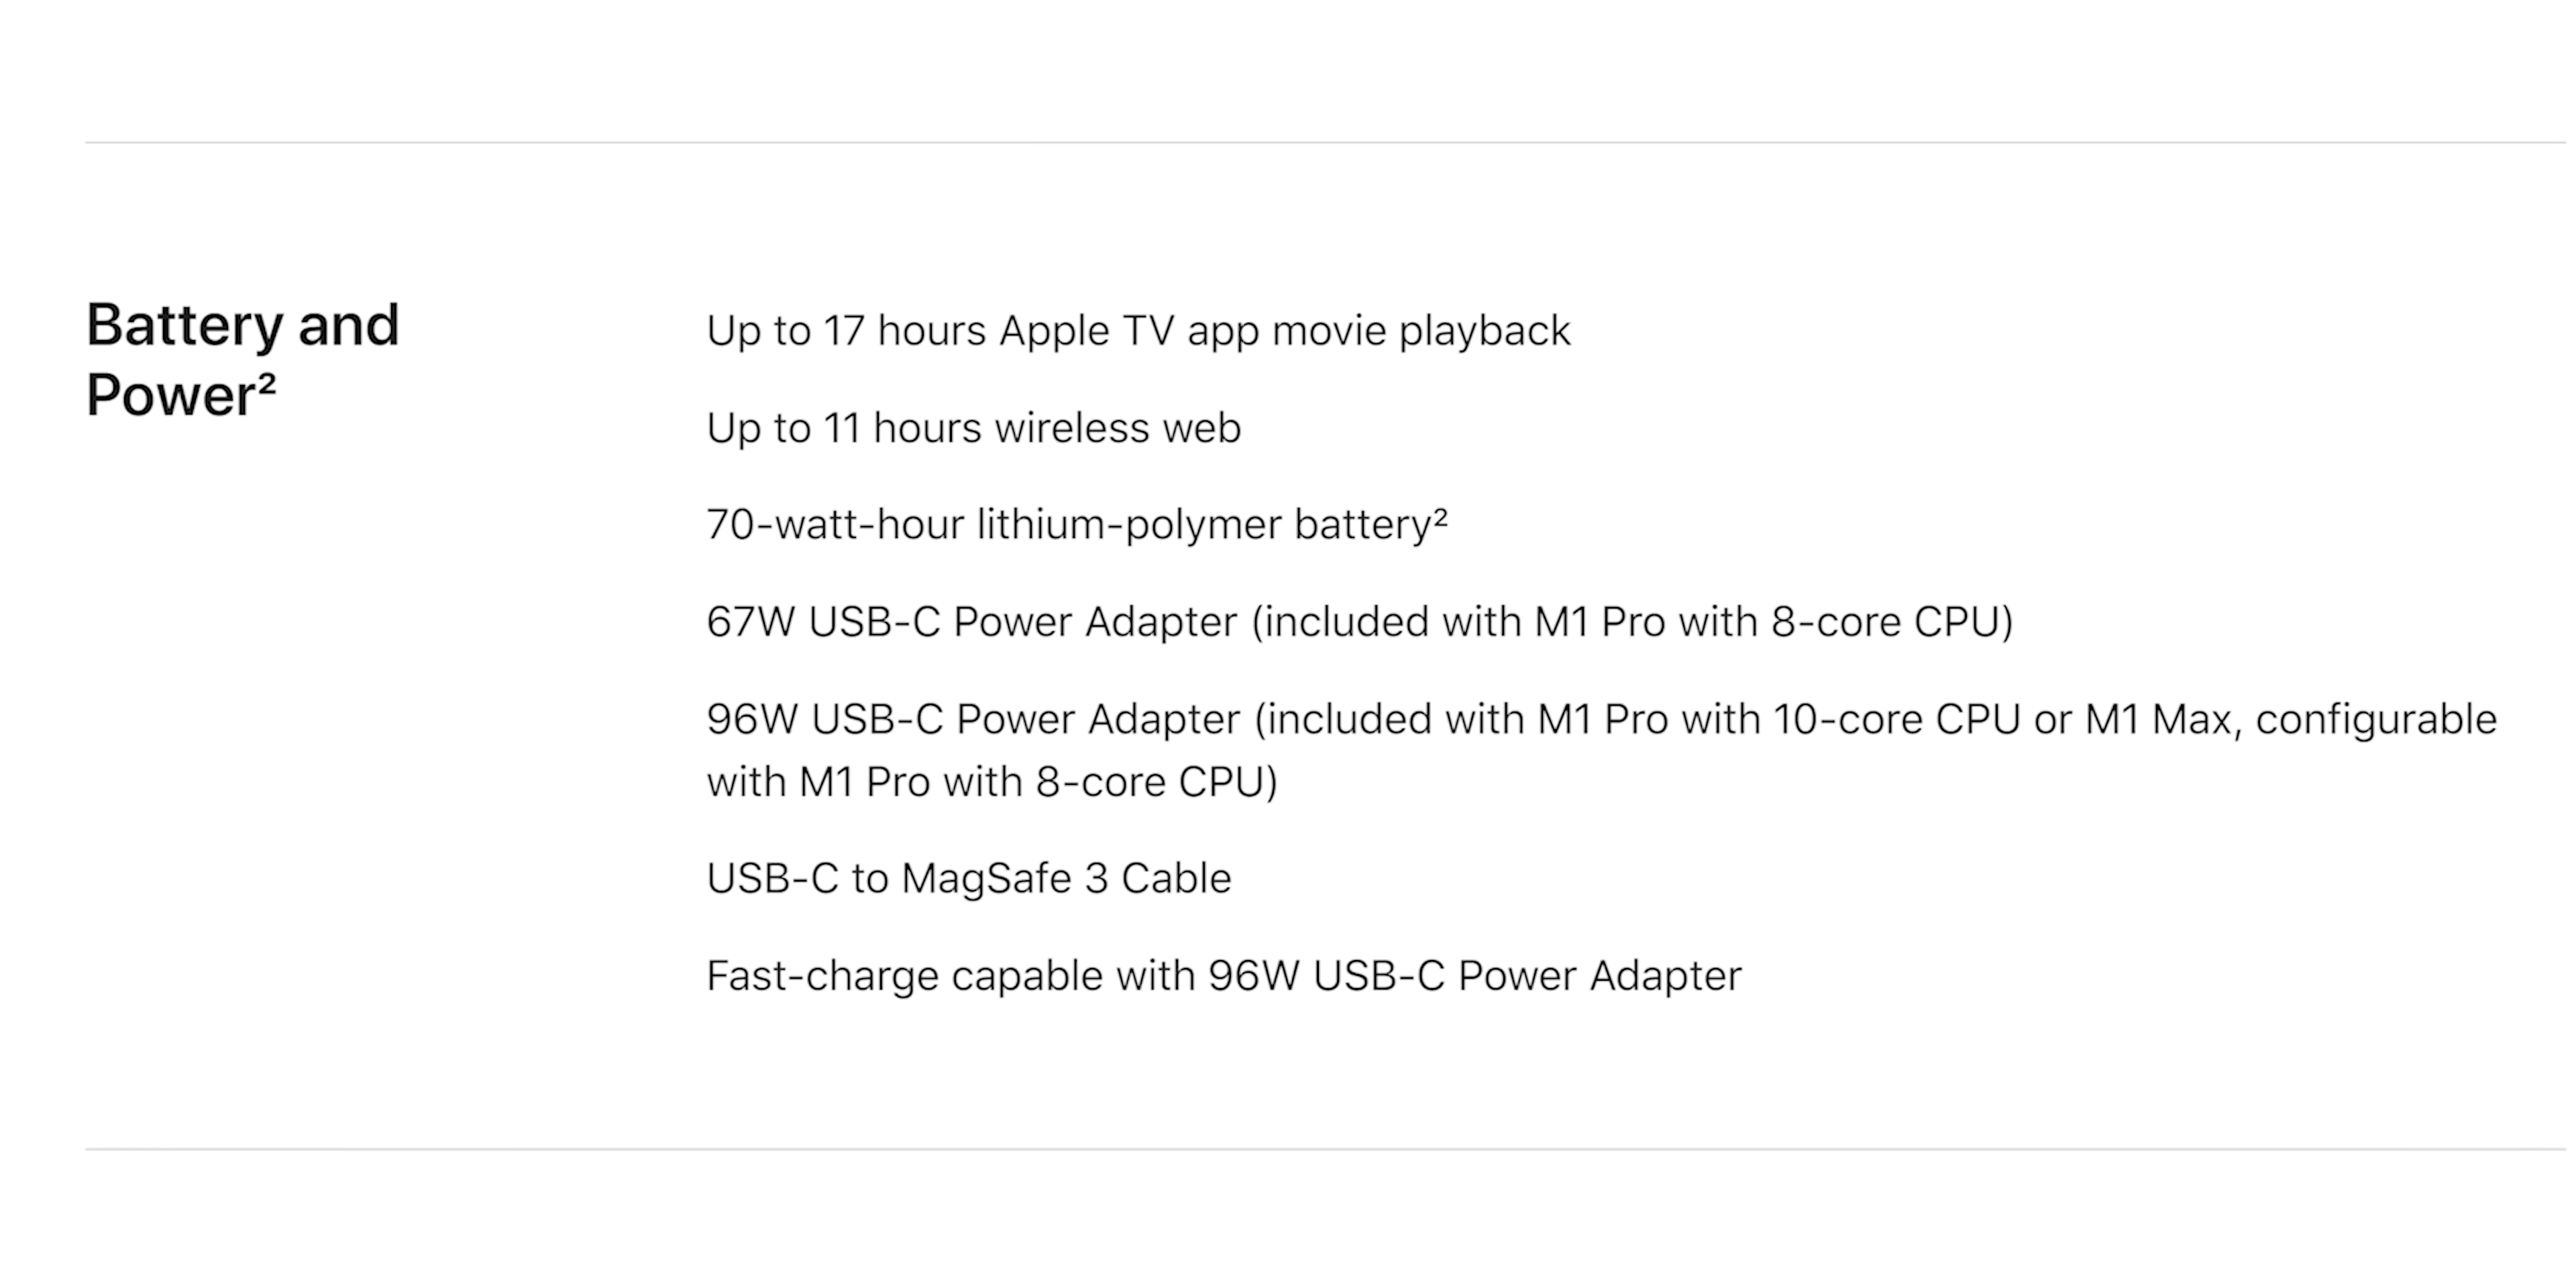 Battery and
Power²
Up to 17 hours Apple TV app movie playback
Up to 11 hours wireless web
70-watt-hour lithium-polymer battery²
67W USB-C Power Adapter (included with M1 Pro with 8-core CPU)
96W USB-C Power Adapter (included with M1 Pro with 10-core CPU or M1 Max, configurable
with M1 Pro with 8-core CPU)
USB-C to MagSafe 3 Cable
Fast-charge capable with 96W USB-C Power Adapter